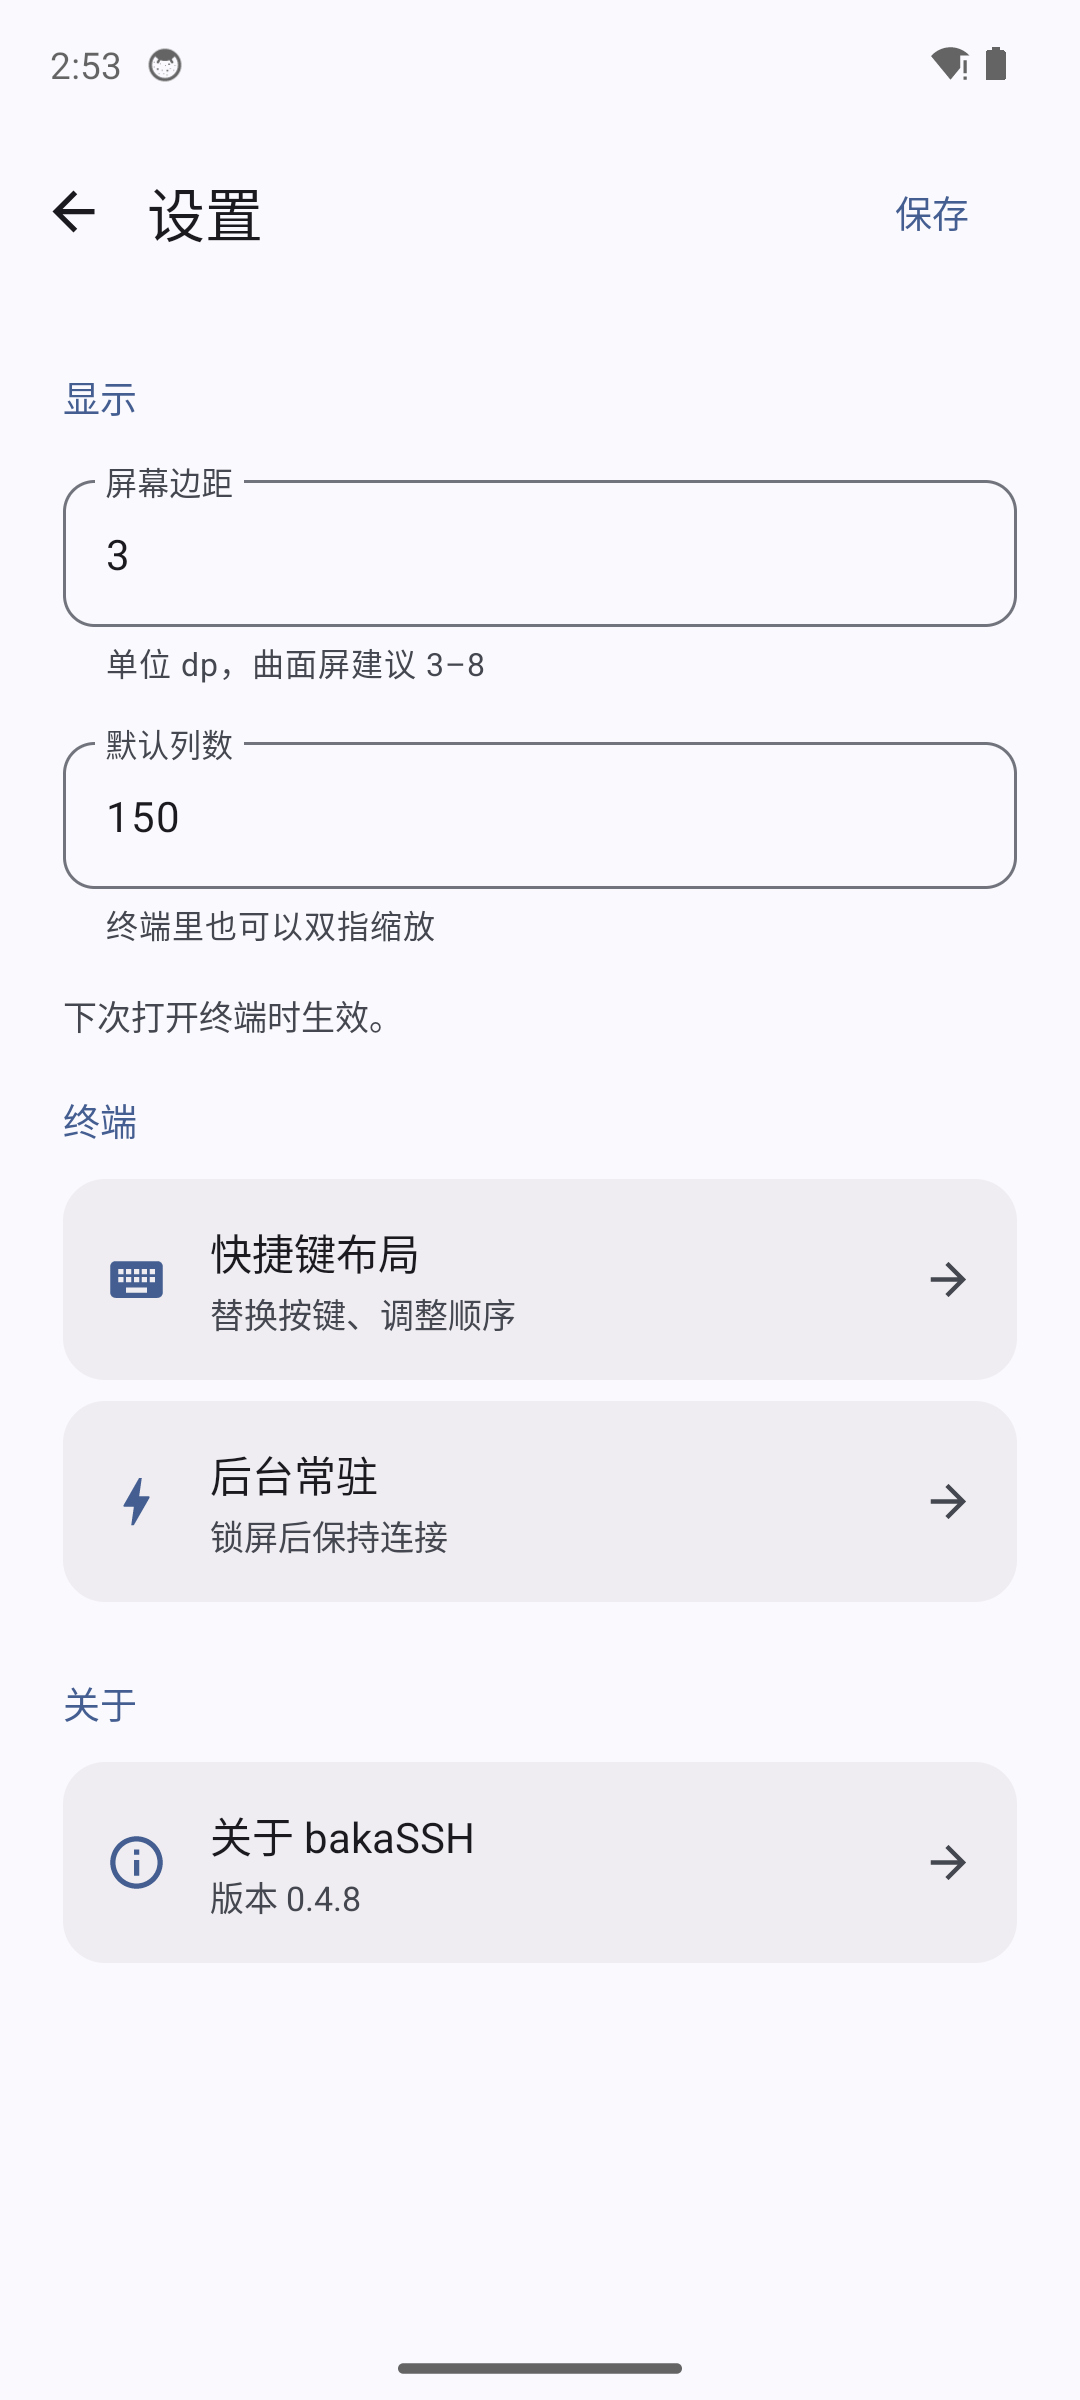 2:53
设置
保存
显示
屏幕边距
3
单位 dp，曲面屏建议 3–8
默认列数
150
终端里也可以双指缩放
下次打开终端时生效。
终端
快捷键布局
替换按键、调整顺序
后台常驻
锁屏后保持连接
关于
关于 bakaSSH
版本 0.4.8